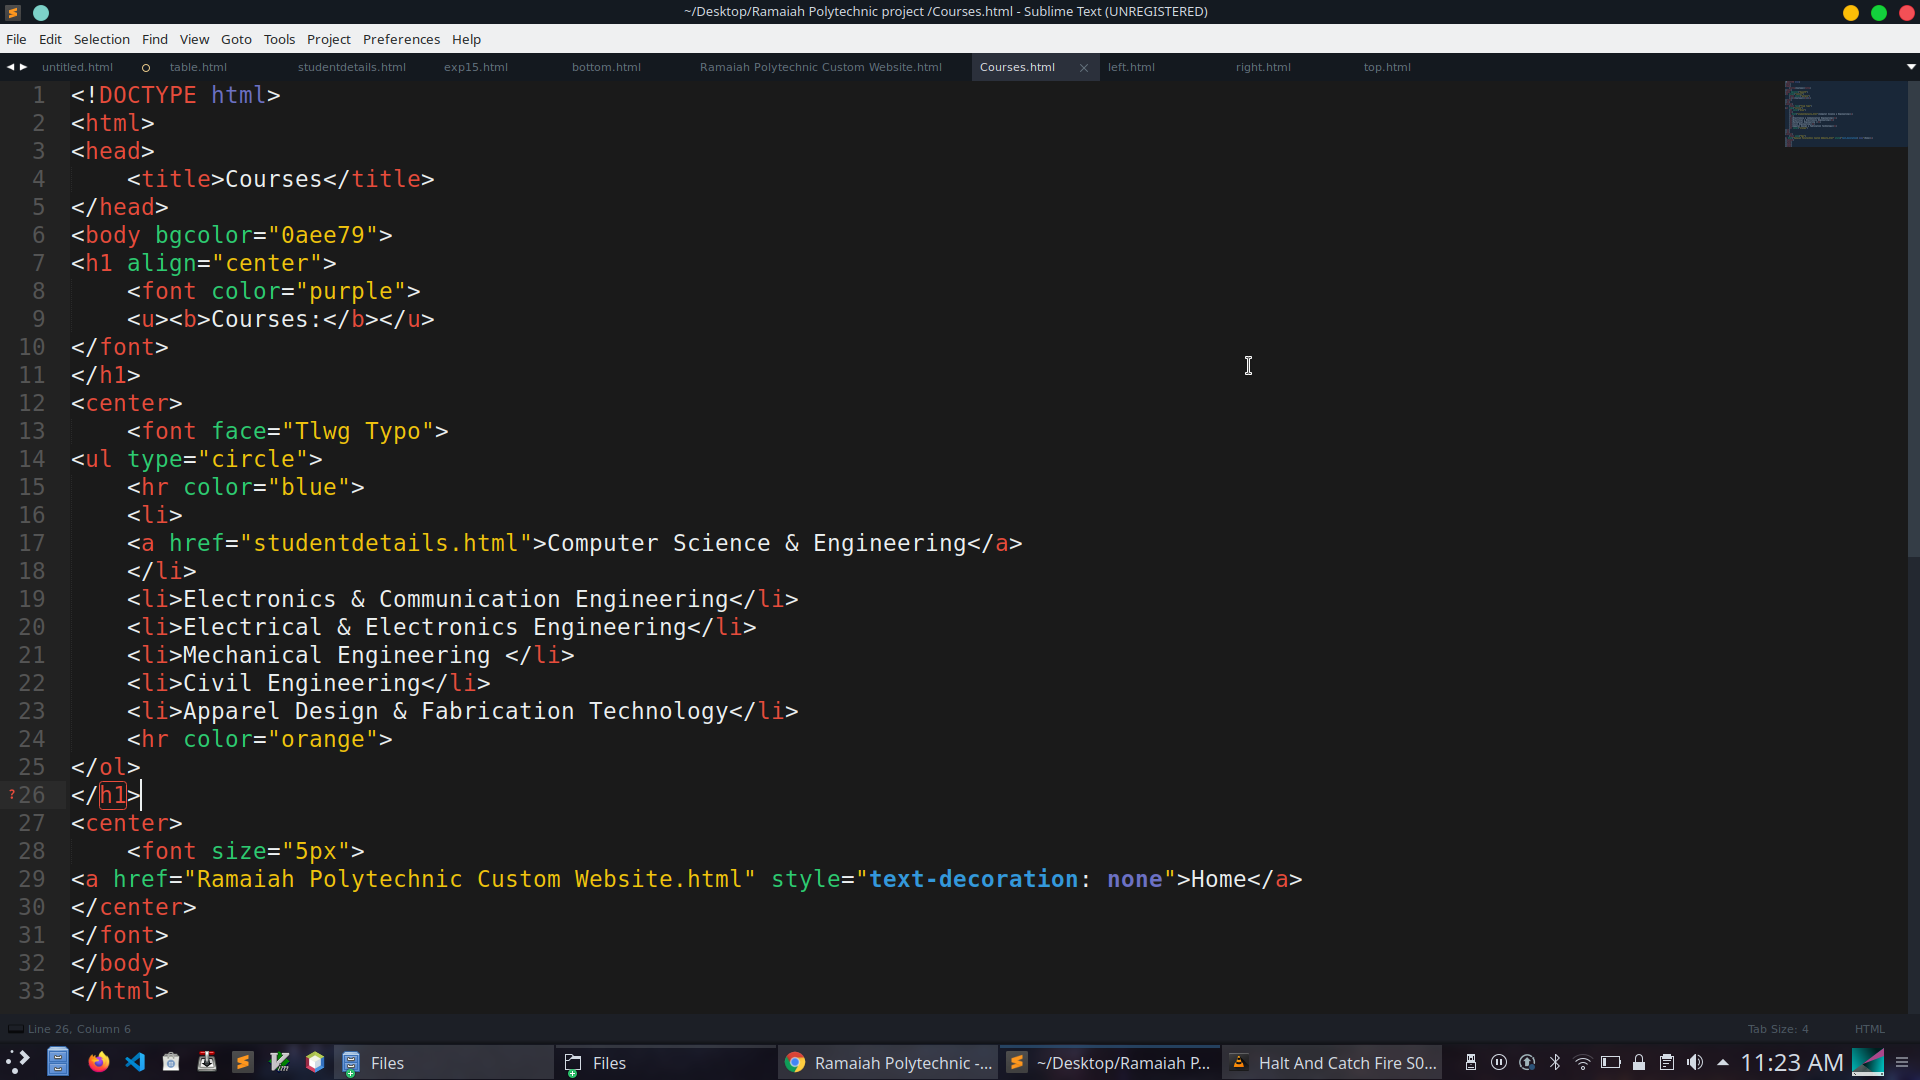 ~/Desktop/Ramaiah Polytechnic project /Courses.html - Sublime Text (UNREGISTERED)
File Edit Selection Find View Goto Tools Project Preferences Help
untitled.html table.html studentdetails.html exp15.html bottom.html Ramaiah Polytechnic Custom Website.html Courses.html left.html right.html top.html
1 <!DOCTYPE html>
2 <html>
3 <head>
4 <title>Courses</title>
5 </head>
6 <body bgcolor="0aee79">
7 <h1 align="center">
8 <font color="purple">
9 <u><b>Courses:</b></u>
10 </font>
11 </h1>
12 <center>
13 <font face="Tlwg Typo">
14 <ul type="circle">
15 <hr color="blue">
16 <li>
17 <a href="studentdetails.html">Computer Science & Engineering</a>
18 </li>
19 <li>Electronics & Communication Engineering</li>
20 <li>Electrical & Electronics Engineering</li>
21 <li>Mechanical Engineering </li>
22 <li>Civil Engineering</li>
23 <li>Apparel Design & Fabrication Technology</li>
24 <hr color="orange">
25 </ol>
? 26 </h1>
27 <center>
28 <font size="5px">
29 <a href="Ramaiah Polytechnic Custom Website.html" style="text-decoration: none">Home</a>
30 </center>
31 </font>
32 </body>
33 </html>
Line 26, Column 6 Tab Size: 4 HTML
Files Files Ramaiah Polytechnic -... ~/Desktop/Ramaiah P... Halt And Catch Fire S0... 11:23 AM